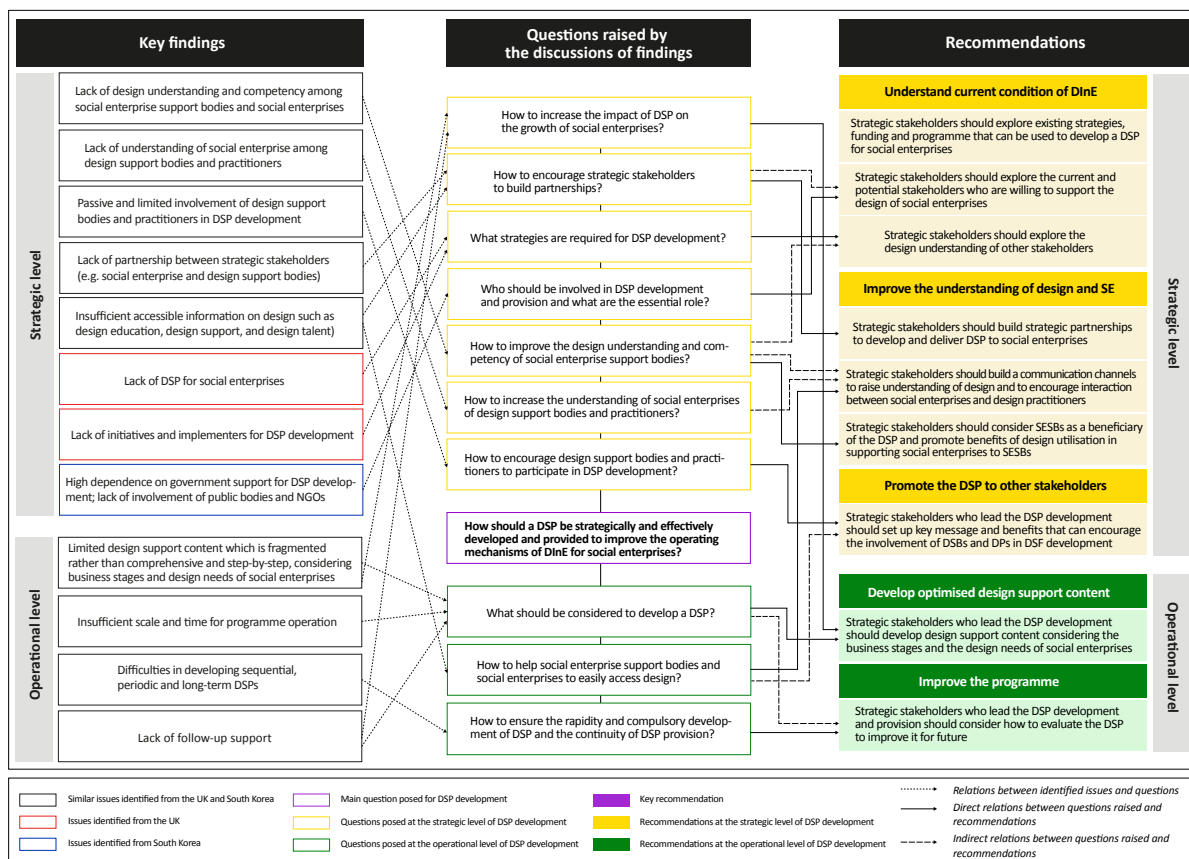 Key findings
Questions raised by
the discussions of findings
Recommendations
Strategic level
Lack of design understanding and competency among
social enterprise support bodies and social enterprises
Lack of understanding of social enterprise among
design support bodies and practitioners
Passive and limited involvement of design support
bodies and practitioners in DSP development
Lack of partnership between strategic stakeholders
(e.g. social enterprise and design support bodies)
Insufficient accessible information on design such as
design education, design support, and design talent)
Lack of DSP for social enterprises
Lack of initiatives and implementers for DSP development
High dependence on government support for DSP develop-
ment; lack of involvement of public bodies and NGOs
Operational level
Limited design support content which is fragmented
rather than comprehensive and step-by-step, considering
business stages and design needs of social enterprises
Insufficient scale and time for programme operation
Difficulties in developing sequential,
periodic and long-term DSPs
Lack of follow-up support
How to increase the impact of DSP on
the growth of social enterprises?
How to encourage strategic stakeholders
to build partnerships?
What strategies are required for DSP development?
Who should be involved in DSP development
and provision and what are the essential role?
How to improve the design understanding and com-
petency of social enterprise support bodies?
How to increase the understanding of social enterprises
of design support bodies and practitioners?
How to encourage design support bodies and practi-
tioners to participate in DSP development?
How should a DSP be strategically and effectively
developed and provided to improve the operating
mechanisms of DInE for social enterprises?
What should be considered to develop a DSP?
How to help social enterprise support bodies and
social enterprises to easily access design?
How to ensure the rapidity and compulsory develop-
ment of DSP and the continuity of DSP provision?
Understand current condition of DInE
Strategic stakeholders should explore existing strategies,
funding and programme that can be used to develop a DSP
for social enterprises
Strategic stakeholders should explore the current and
potential stakeholders who are willing to support the
design of social enterprises
Strategic stakeholders should explore the
design understanding of other stakeholders
Improve the understanding of design and SE
Strategic stakeholders should build strategic partnerships
to develop and deliver DSP to social enterprises
Strategic stakeholders should build a communication channels
to raise understanding of design and to encourage interaction
between social enterprises and design practitioners
Strategic stakeholders should consider SESBs as a beneficiary
of the DSP and promote benefits of design utilisation in
supporting social enterprises to SESBs
Promote the DSP to other stakeholders
Strategic stakeholders who lead the DSP development
should set up key message and benefits that can encourage
the involvement of DSBs and DPs in DSF development
Strategic level
Develop optimised design support content
Strategic stakeholders who lead the DSP development
should develop design support content considering the
business stages and the design needs of social enterprises
Improve the programme
Strategic stakeholders who lead the DSP development
and provision should consider how to evaluate the DSP
to improve it for future
Operational level
Similar issues identified from the UK and South Korea
Issues identified from the UK
Issues identified from South Korea
Main question posed for DSP development
Questions posed at the strategic level of DSP development
Questions posed at the operational level of DSP development
Key recommendation
Recommendations at the strategic level of DSP development
Recommendations at the operational level of DSP development
Relations between identified issues and questions
Direct relations between questions raised and
recommendations
Indirect relations between questions raised and
recommendations